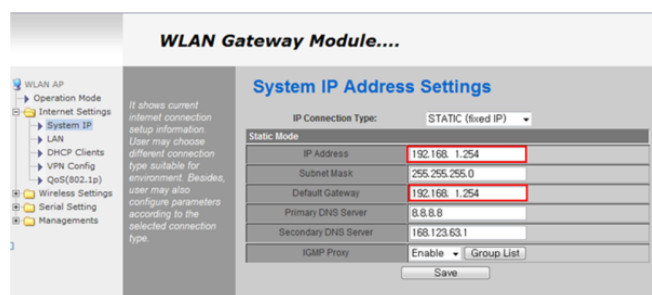 WLAN Gateway Module....
WLAN AP
Operation Mode
Internet Settings
System IP
LAN
DHCP Clients
VPN Config
QoS(802.1p)
Wireless Settings
Serial Setting
Managements
It shows current
internet connection
setup information.
User may choose
different connection
type suitable for
environment. Besides,
user may also
configure parameters
according to the
selected connection
type.
System IP Address Settings
IP Connection Type: STATIC (fixed IP)
Static Mode
IP Address 192.168. 1.254
Subnet Mask 255.255.255.0
Default Gateway 192.168. 1.254
Primary DNS Server 8.8.8.8
Secondary DNS Server 168.123.63.1
IGMP Proxy Enable Group List
Save